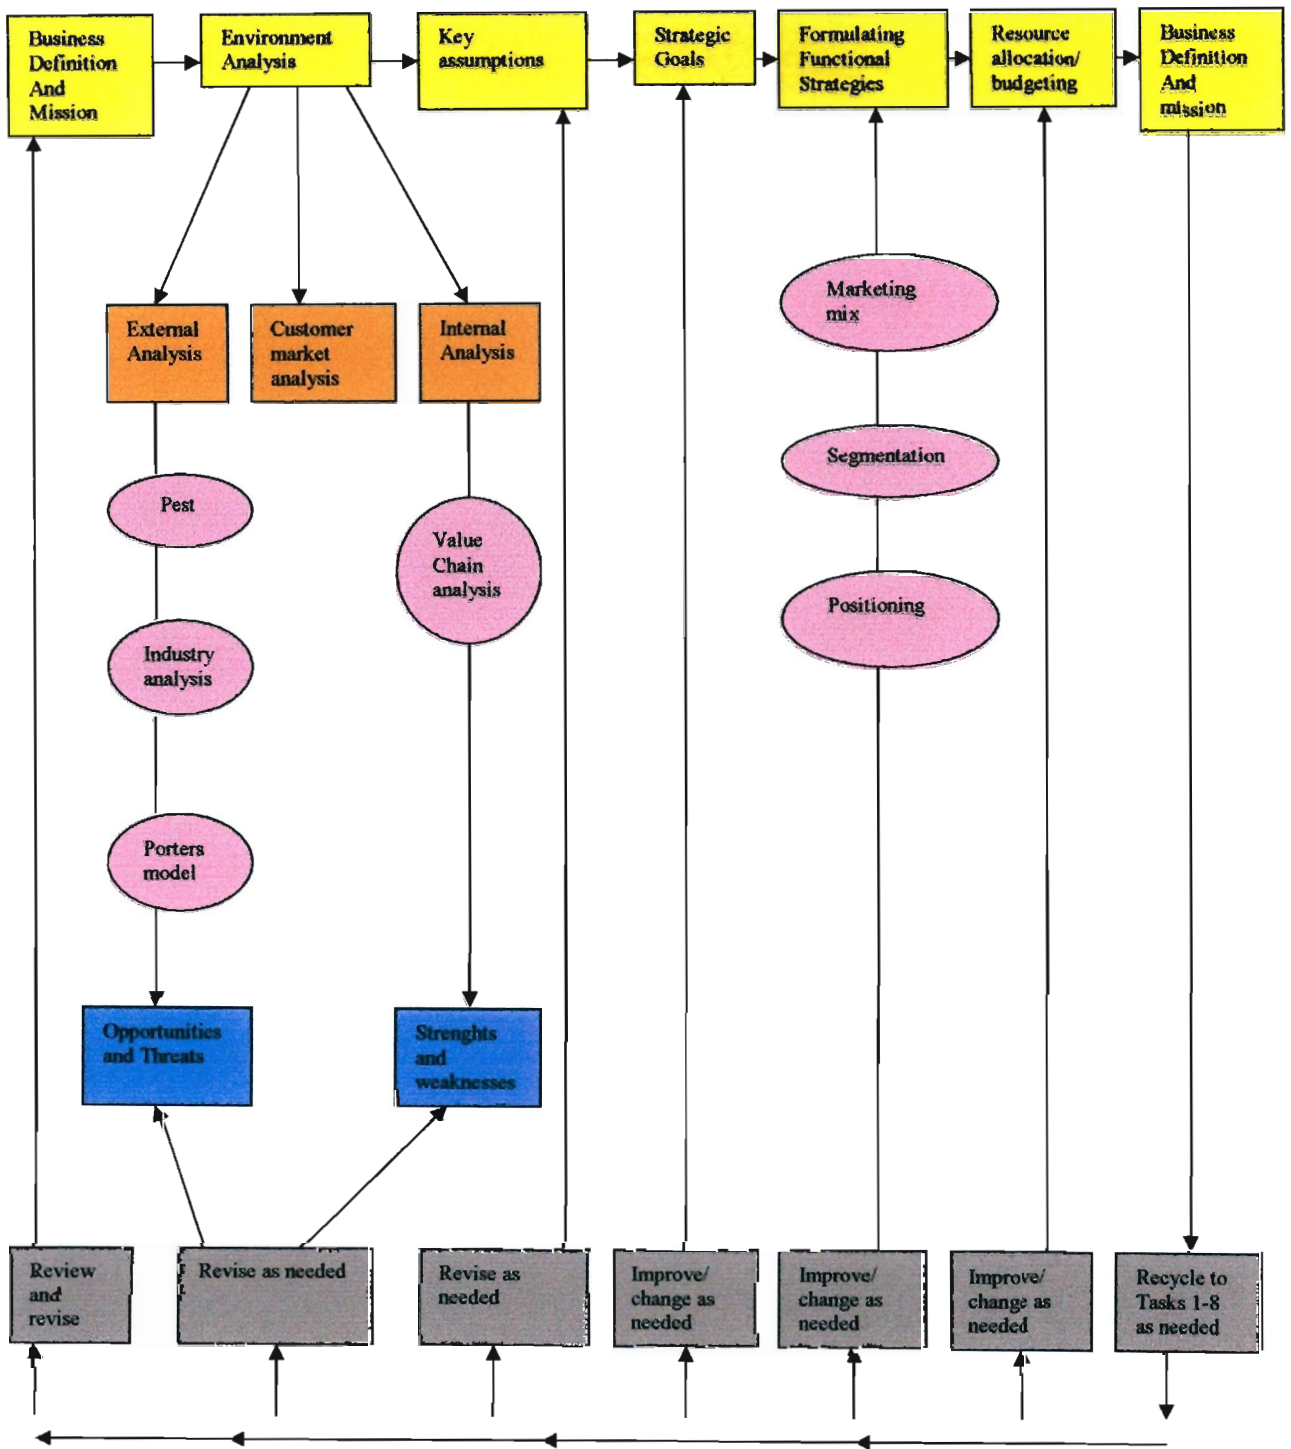 Business
Definition
And
Mission
Environment
Analysis
Key
assumptions
Strategic
Goals
Formulating
Functional
Strategies
Resource
allocation/
budgeting
Business
Definition
And
mission
External
Analysis
Customer
market
analysis
Internal
Analysis
Marketing
mix
Segmentation
Pest
Value
Chain
analysis
Positioning
Industry
analysis
Porters
model
Opportunities
and Threats
Strenghts
and
weaknesses
Review
and
revise
Revise as needed
Revise as
needed
Improve/
change as
needed
Improve/
change as
needed
Improve/
change as
needed
Recycle to
Tasks 1-8
as needed